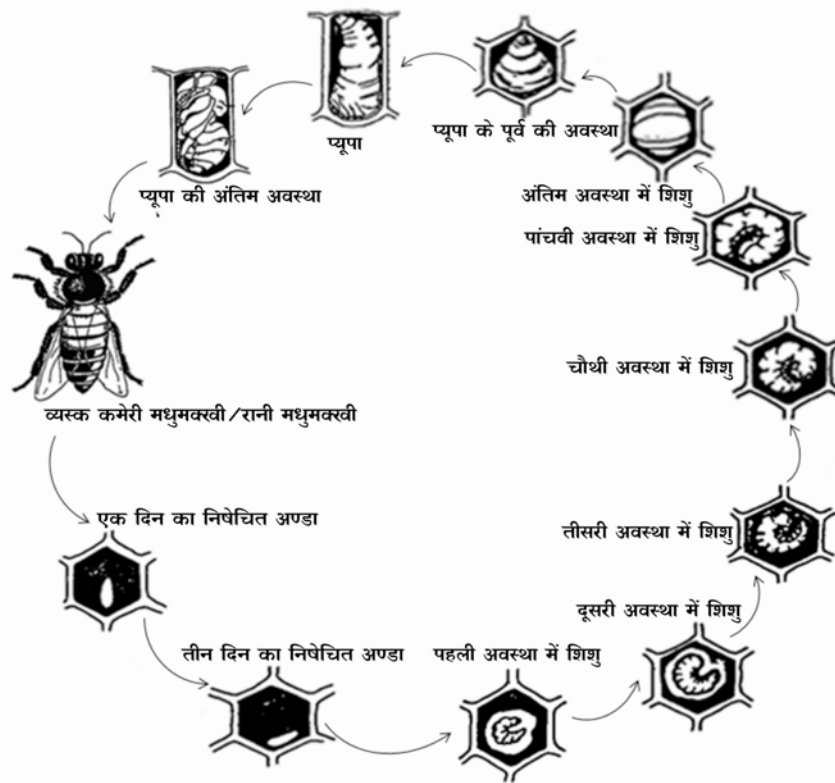 प्यूपा के पूर्व की अवस्था
प्यूपा
प्यूपा की अंतिम अवस्था
अंतिम अवस्था में शिशु
पांचवी अवस्था में शिशु
चौथी अवस्था में शिशु
व्यस्क कमेरी मधुमक्खी/रानी मधुमक्खी
एक दिन का निषेचित अण्डा
तीसरी अवस्था में शिशु
दूसरी अवस्था में शिशु
तीन दिन का निषेचित अण्डा
पहली अवस्था में शिशु